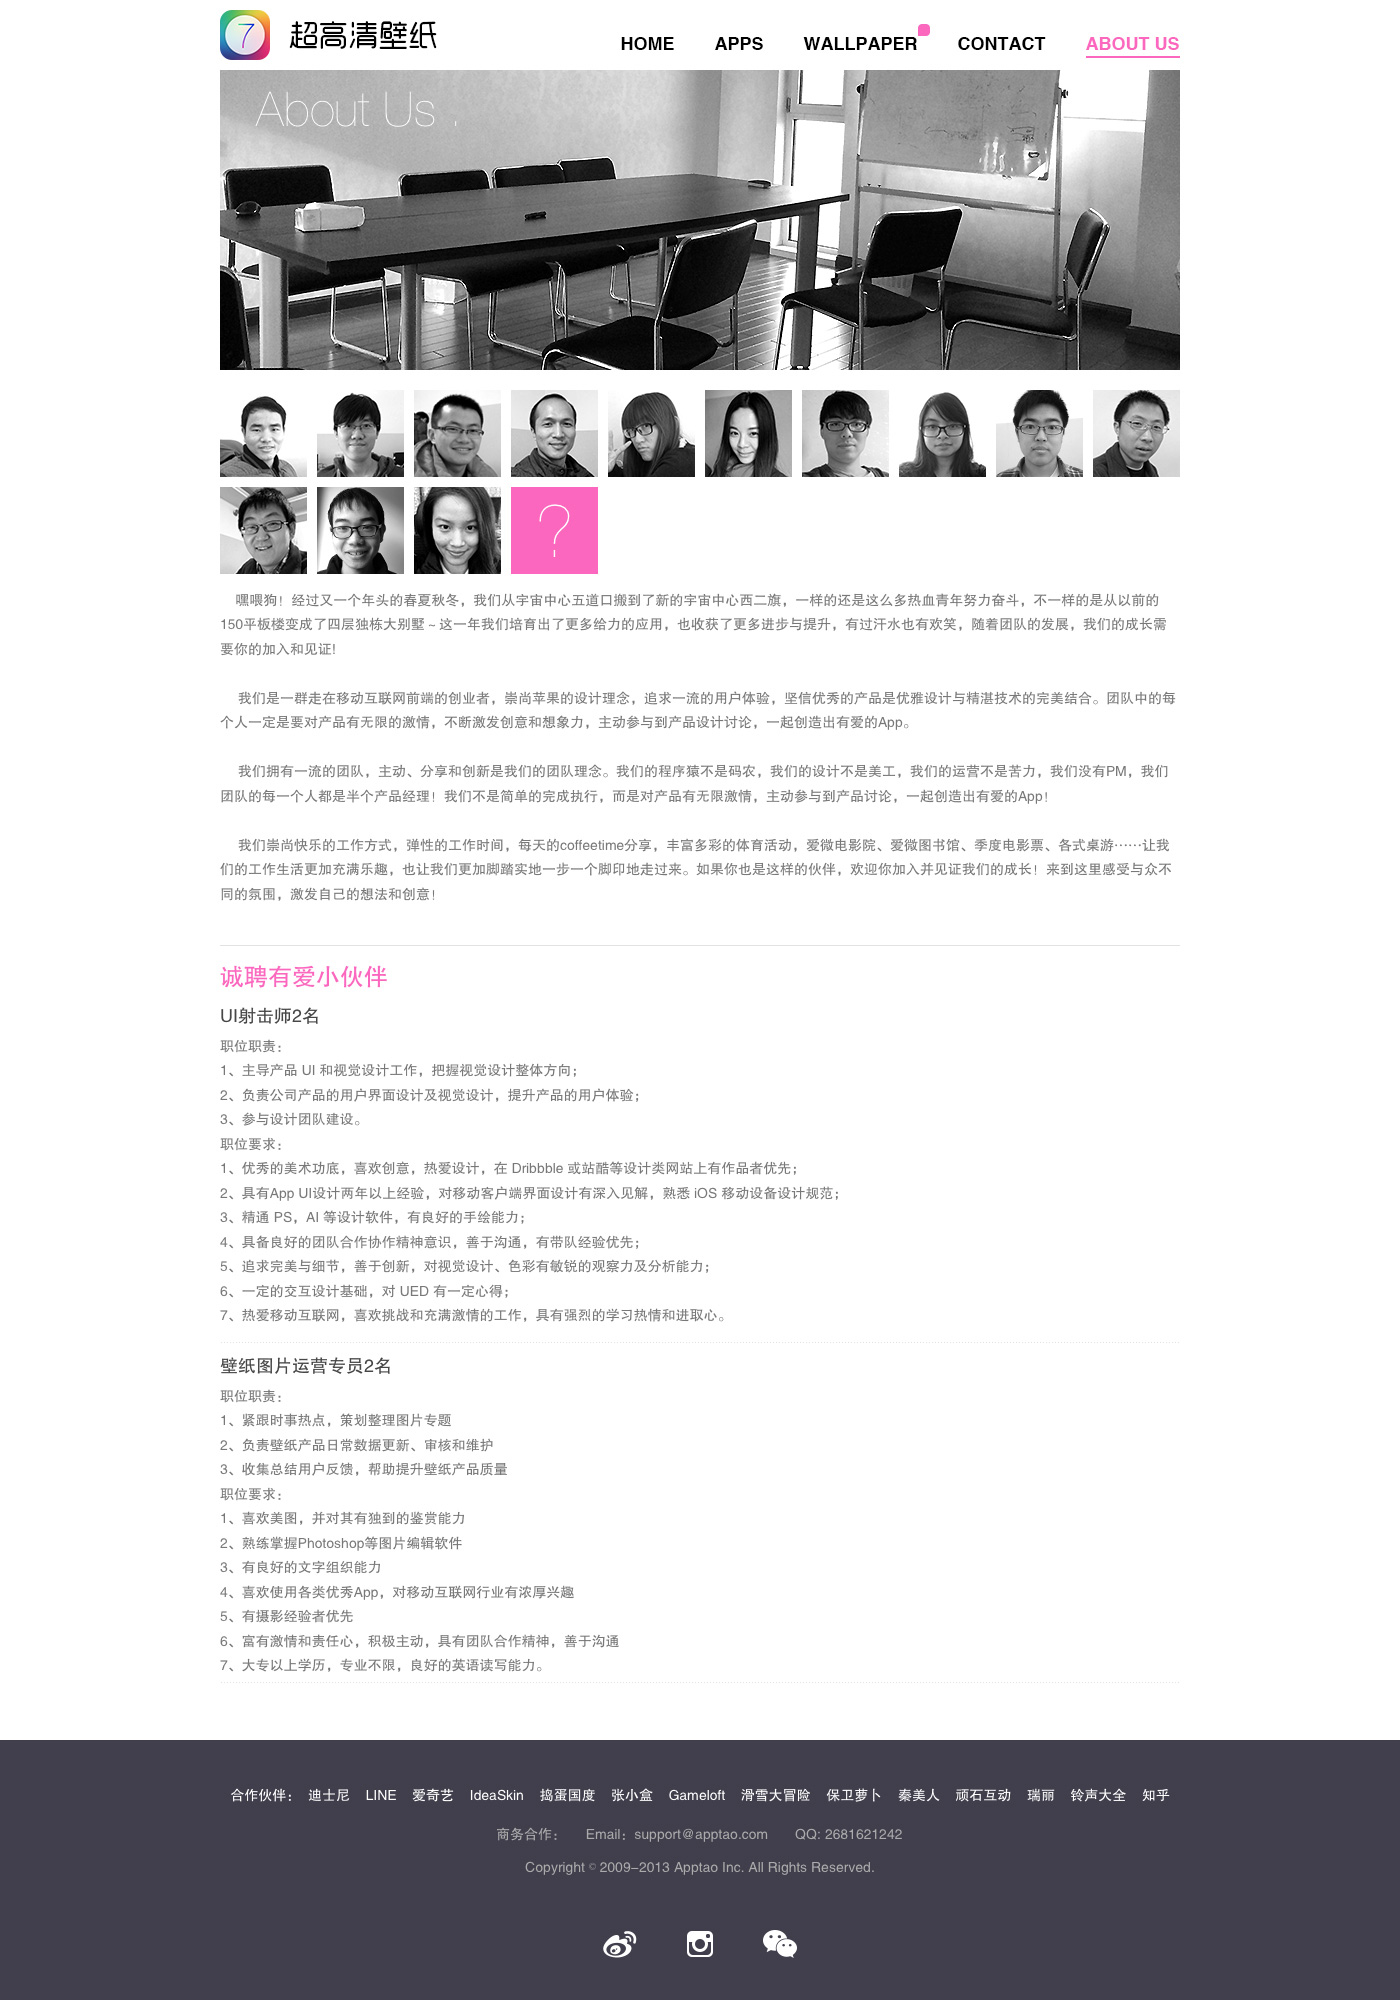 7 超高清壁纸
HOME APPS WALLPAPER CONTACT ABOUT US
About Us .
?
嘿喂狗！经过又一个年头的春夏秋冬，我们从宇宙中心五道口搬到了新的宇宙中心西二旗，一样的还是这么多热血青年努力奋斗，不一样的是从以前的
150平板楼变成了四层独栋大别墅～这一年我们培育出了更多给力的应用，也收获了更多进步与提升，有过汗水也有欢笑，随着团队的发展，我们的成长需
要你的加入和见证！
我们是一群走在移动互联网前端的创业者，崇尚苹果的设计理念，追求一流的用户体验，坚信优秀的产品是优雅设计与精湛技术的完美结合。团队中的每
个人一定是要对产品有无限的激情，不断激发创意和想象力，主动参与到产品设计讨论，一起创造出有爱的App。
我们拥有一流的团队，主动、分享和创新是我们的团队理念。我们的程序猿不是码农，我们的设计不是美工，我们的运营不是苦力，我们没有PM，我们
团队的每一个人都是半个产品经理！我们不是简单的完成执行，而是对产品有无限激情，主动参与到产品讨论，一起创造出有爱的App！
我们崇尚快乐的工作方式，弹性的工作时间，每天的coffeetime分享，丰富多彩的体育活动，爱微电影院、爱微图书馆、季度电影票、各式桌游……让我
们的工作生活更加充满乐趣，也让我们更加脚踏实地一步一个脚印地走过来。如果你也是这样的伙伴，欢迎你加入并见证我们的成长！来到这里感受与众不
同的氛围，激发自己的想法和创意！
诚聘有爱小伙伴
UI射击师2名
职位职责：
1、主导产品 UI 和视觉设计工作，把握视觉设计整体方向；
2、负责公司产品的用户界面设计及视觉设计，提升产品的用户体验；
3、参与设计团队建设。
职位要求：
1、优秀的美术功底，喜欢创意，热爱设计，在 Dribbble 或站酷等设计类网站上有作品者优先；
2、具有App UI设计两年以上经验，对移动客户端界面设计有深入见解，熟悉 iOS 移动设备设计规范；
3、精通 PS，AI 等设计软件，有良好的手绘能力；
4、具备良好的团队合作协作精神意识，善于沟通，有带队经验优先；
5、追求完美与细节，善于创新，对视觉设计、色彩有敏锐的观察力及分析能力；
6、一定的交互设计基础，对 UED 有一定心得；
7、热爱移动互联网，喜欢挑战和充满激情的工作，具有强烈的学习热情和进取心。
壁纸图片运营专员2名
职位职责：
1、紧跟时事热点，策划整理图片专题
2、负责壁纸产品日常数据更新、审核和维护
3、收集总结用户反馈，帮助提升壁纸产品质量
职位要求：
1、喜欢美图，并对其有独到的鉴赏能力
2、熟练掌握Photoshop等图片编辑软件
3、有良好的文字组织能力
4、喜欢使用各类优秀App，对移动互联网行业有浓厚兴趣
5、有摄影经验者优先
6、富有激情和责任心，积极主动，具有团队合作精神，善于沟通
7、大专以上学历，专业不限，良好的英语读写能力。
合作伙伴： 迪士尼 LINE 爱奇艺 IdeaSkin 捣蛋国度 张小盒 Gameloft 滑雪大冒险 保卫萝卜 秦美人 顽石互动 瑞丽 铃声大全 知乎
商务合作： Email：support@apptao.com QQ: 2681621242
Copyright © 2009-2013 Apptao Inc. All Rights Reserved.